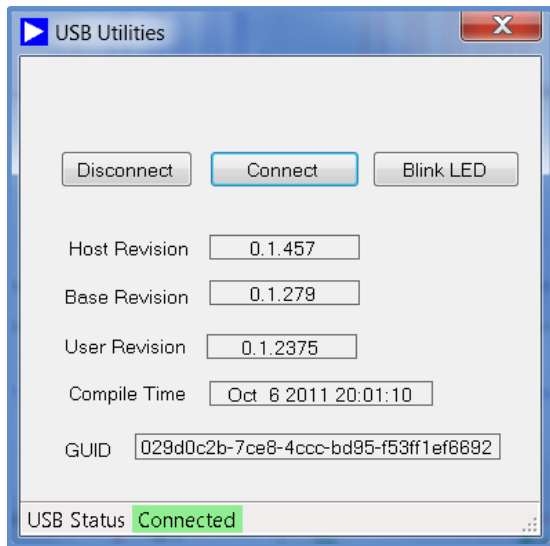 USB Utilities
Disconnect Connect Blink LED
Host Revision 0.1.457
Base Revision 0.1.279
User Revision 0.1.2375
Compile Time Oct  6 2011 20:01:10
GUID 029d0c2b-7ce8-4ccc-bd95-f53ff1ef6692
USB Status Connected